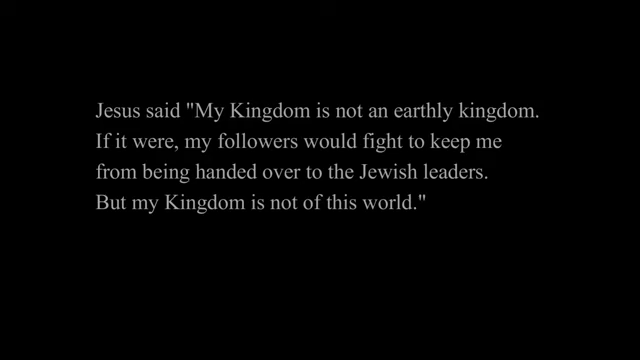 Jesus said "My Kingdom is not an earthly kingdom.
If it were, my followers would fight to keep me
from being handed over to the Jewish leaders.
But my Kingdom is not of this world."